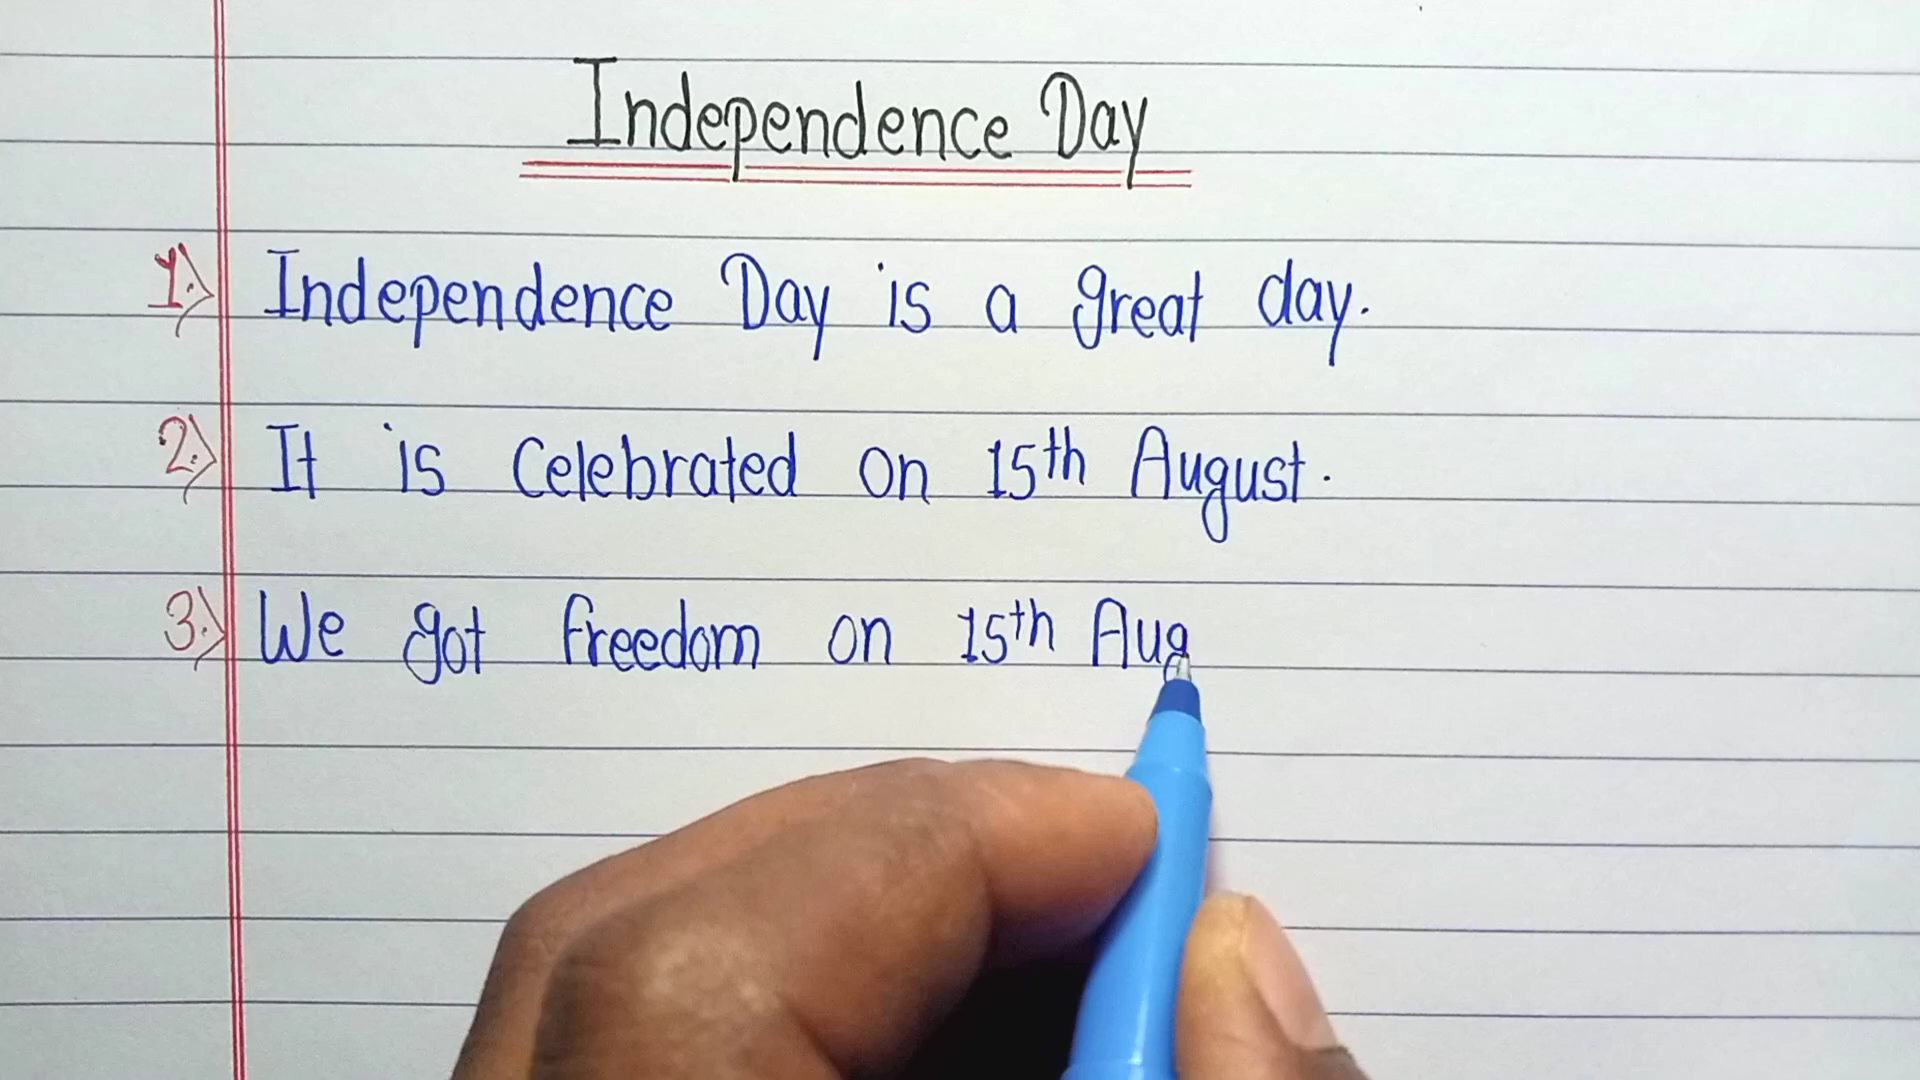 Independence Day
1.) Independence Day is a great day.
2.) It is Celebrated on 15th August.
3.) We got freedom on 15th Aug